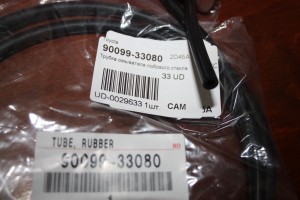 90099-33080
Трубка омывателя лобового стекла
33 UD
UD-0029633 1шт.
CAM
TUBE, RUBBER
90099-33080